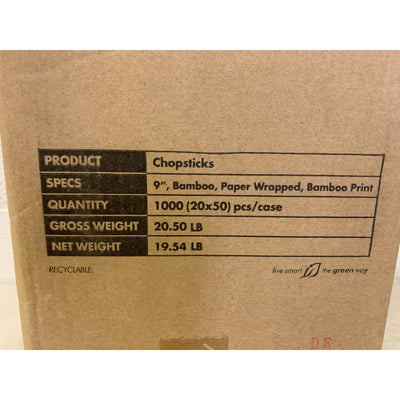 PRODUCT Chopsticks
SPECS 9", Bamboo, Paper Wrapped, Bamboo Print
QUANTITY 1000 (20x50) pcs/case
GROSS WEIGHT 20.50 LB
NET WEIGHT 19.54 LB
RECYCLABLE. live smart the green way
D.B.